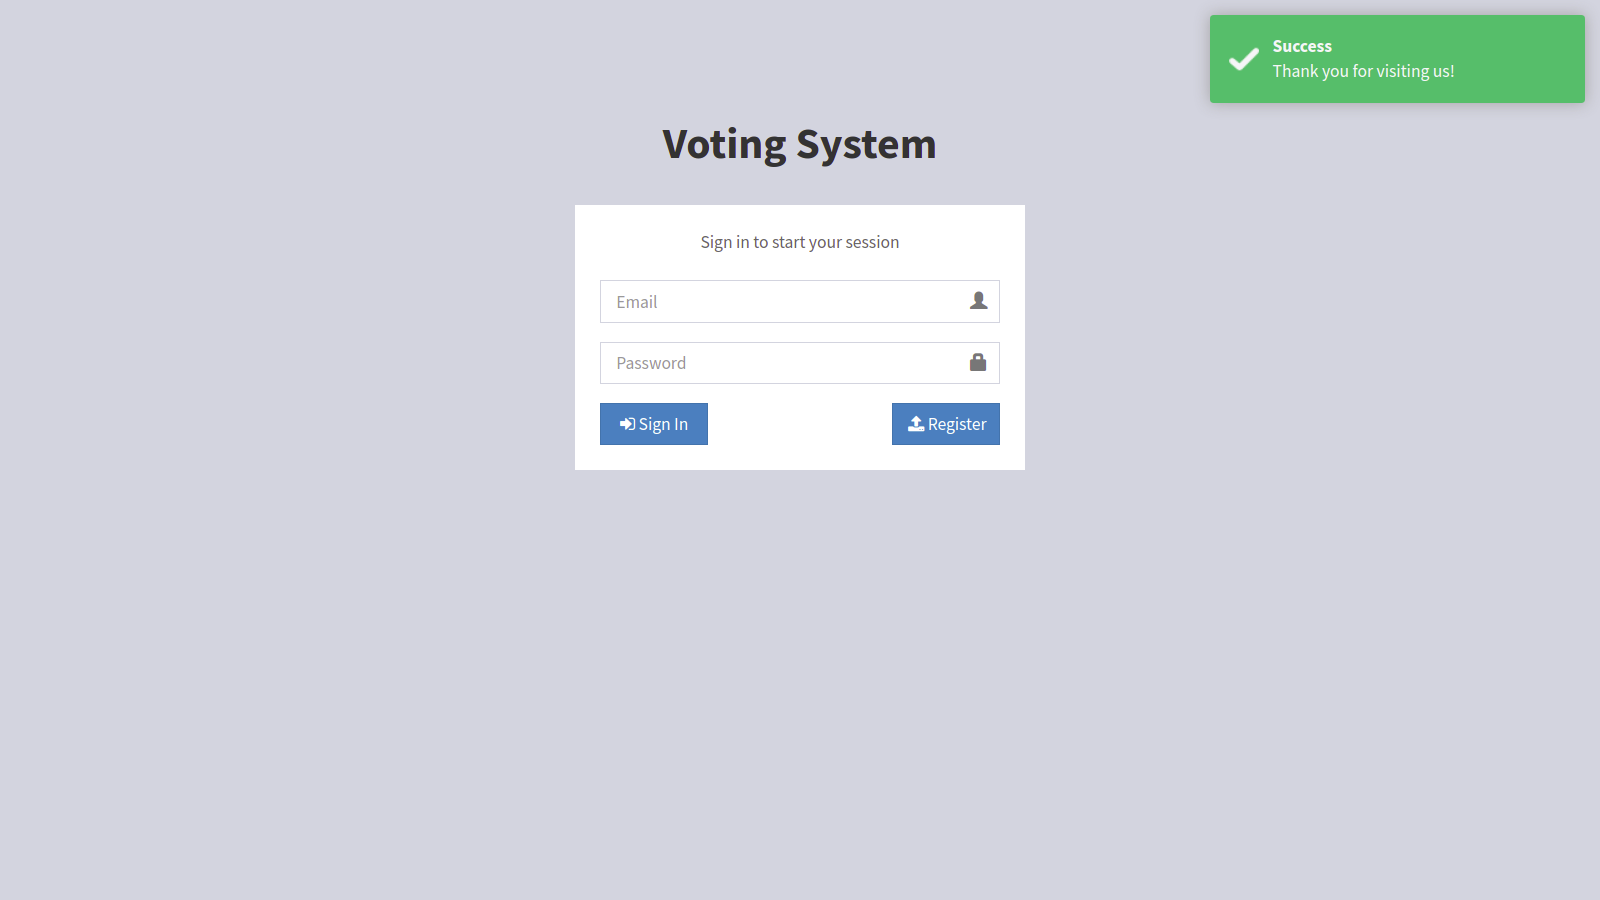 Success
Thank you for visiting us!
Voting System
Sign in to start your session
Email
Password
Sign In
Register